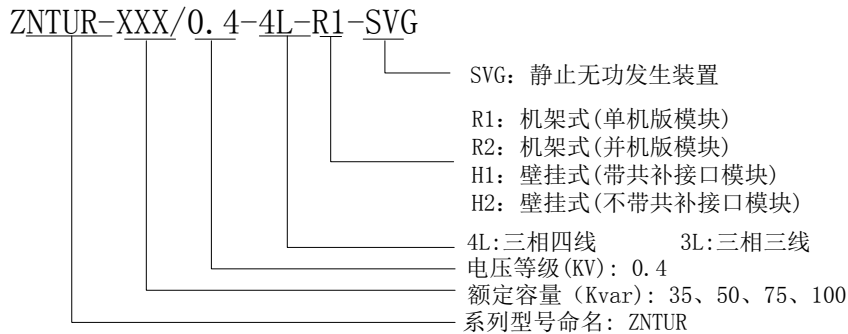 ZNTUR-XXX/0.4-4L-R1-SVG
SVG: 静止无功发生装置
R1: 机架式(单机版模块)
R2: 机架式(并机版模块)
H1: 壁挂式(带共补接口模块)
H2: 壁挂式(不带共补接口模块)
4L:三相四线 3L:三相三线
电压等级(KV): 0.4
额定容量（Kvar): 35、50、75、100
系列型号命名: ZNTUR